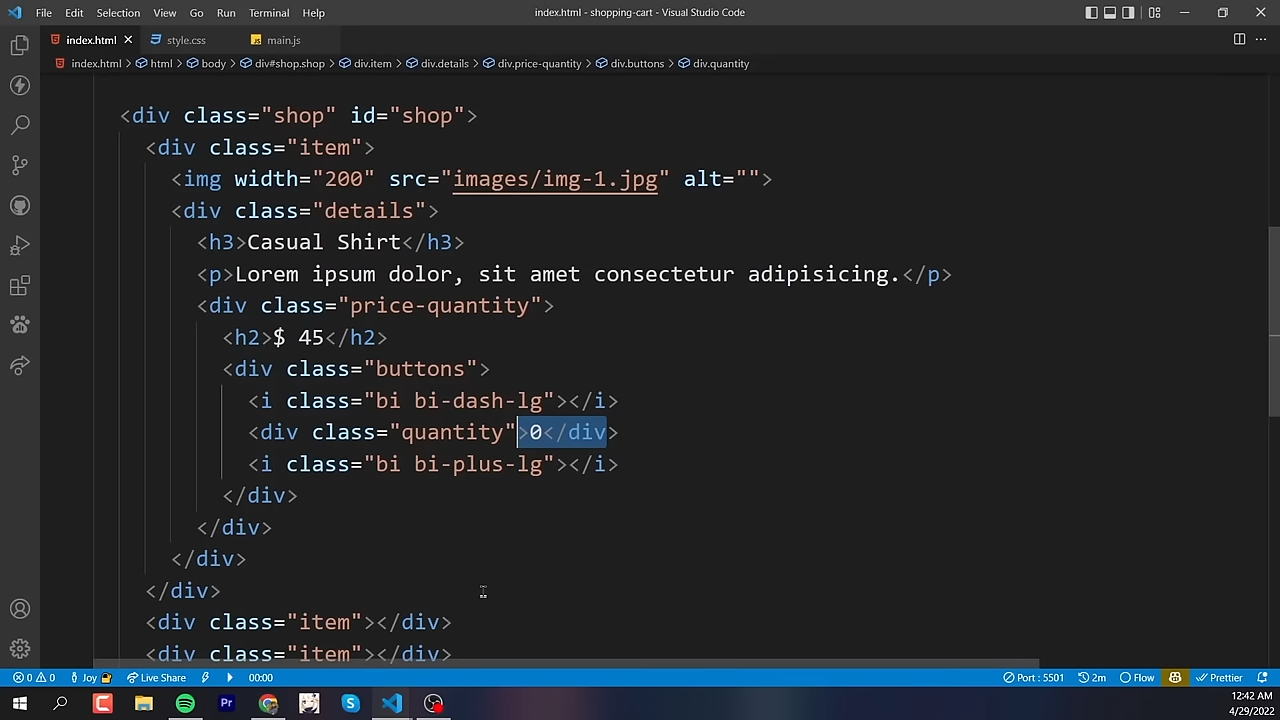 File Edit Selection View Go Run Terminal Help index.html - shopping-cart - Visual Studio Code
index.html style.css main.js
index.html > html > body > div#shop.shop > div.item > div.details > div.price-quantity > div.buttons > div.quantity
<div class="shop" id="shop">
<div class="item">
<img width="200" src="images/img-1.jpg" alt="">
<div class="details">
<h3>Casual Shirt</h3>
<p>Lorem ipsum dolor, sit amet consectetur adipisicing.</p>
<div class="price-quantity">
<h2>$ 45</h2>
<div class="buttons">
<i class="bi bi-dash-lg"></i>
<div class="quantity">0</div>
<i class="bi bi-plus-lg"></i>
</div>
</div>
</div>
</div>
<div class="item"></div>
<div class="item"></div>
0 0 Joy Live Share 00:00 Port : 5501 2m Flow Prettier
Pr
12:42 AM
4/29/2022